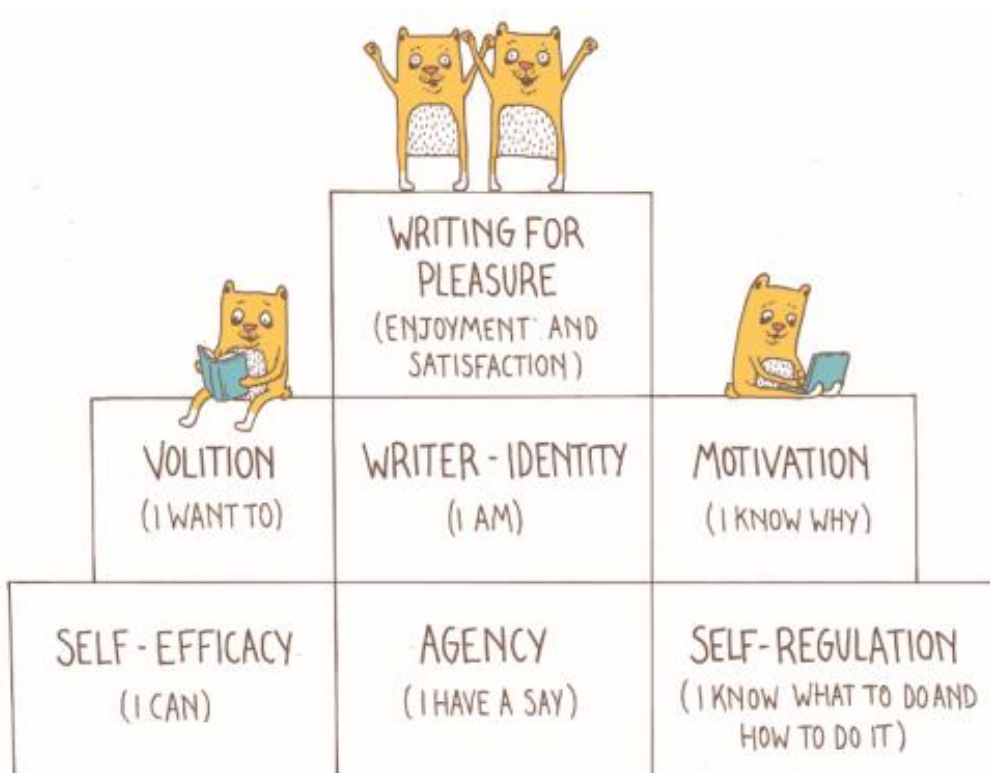 WRITING FOR
PLEASURE
(ENJOYMENT AND
SATISFACTION)
VOLITION
(I WANT TO)
WRITER-IDENTITY
(I AM)
MOTIVATION
(I KNOW WHY)
SELF-EFFICACY
(I CAN)
AGENCY
(I HAVE A SAY)
SELF-REGULATION
(I KNOW WHAT TO DO AND
HOW TO DO IT)